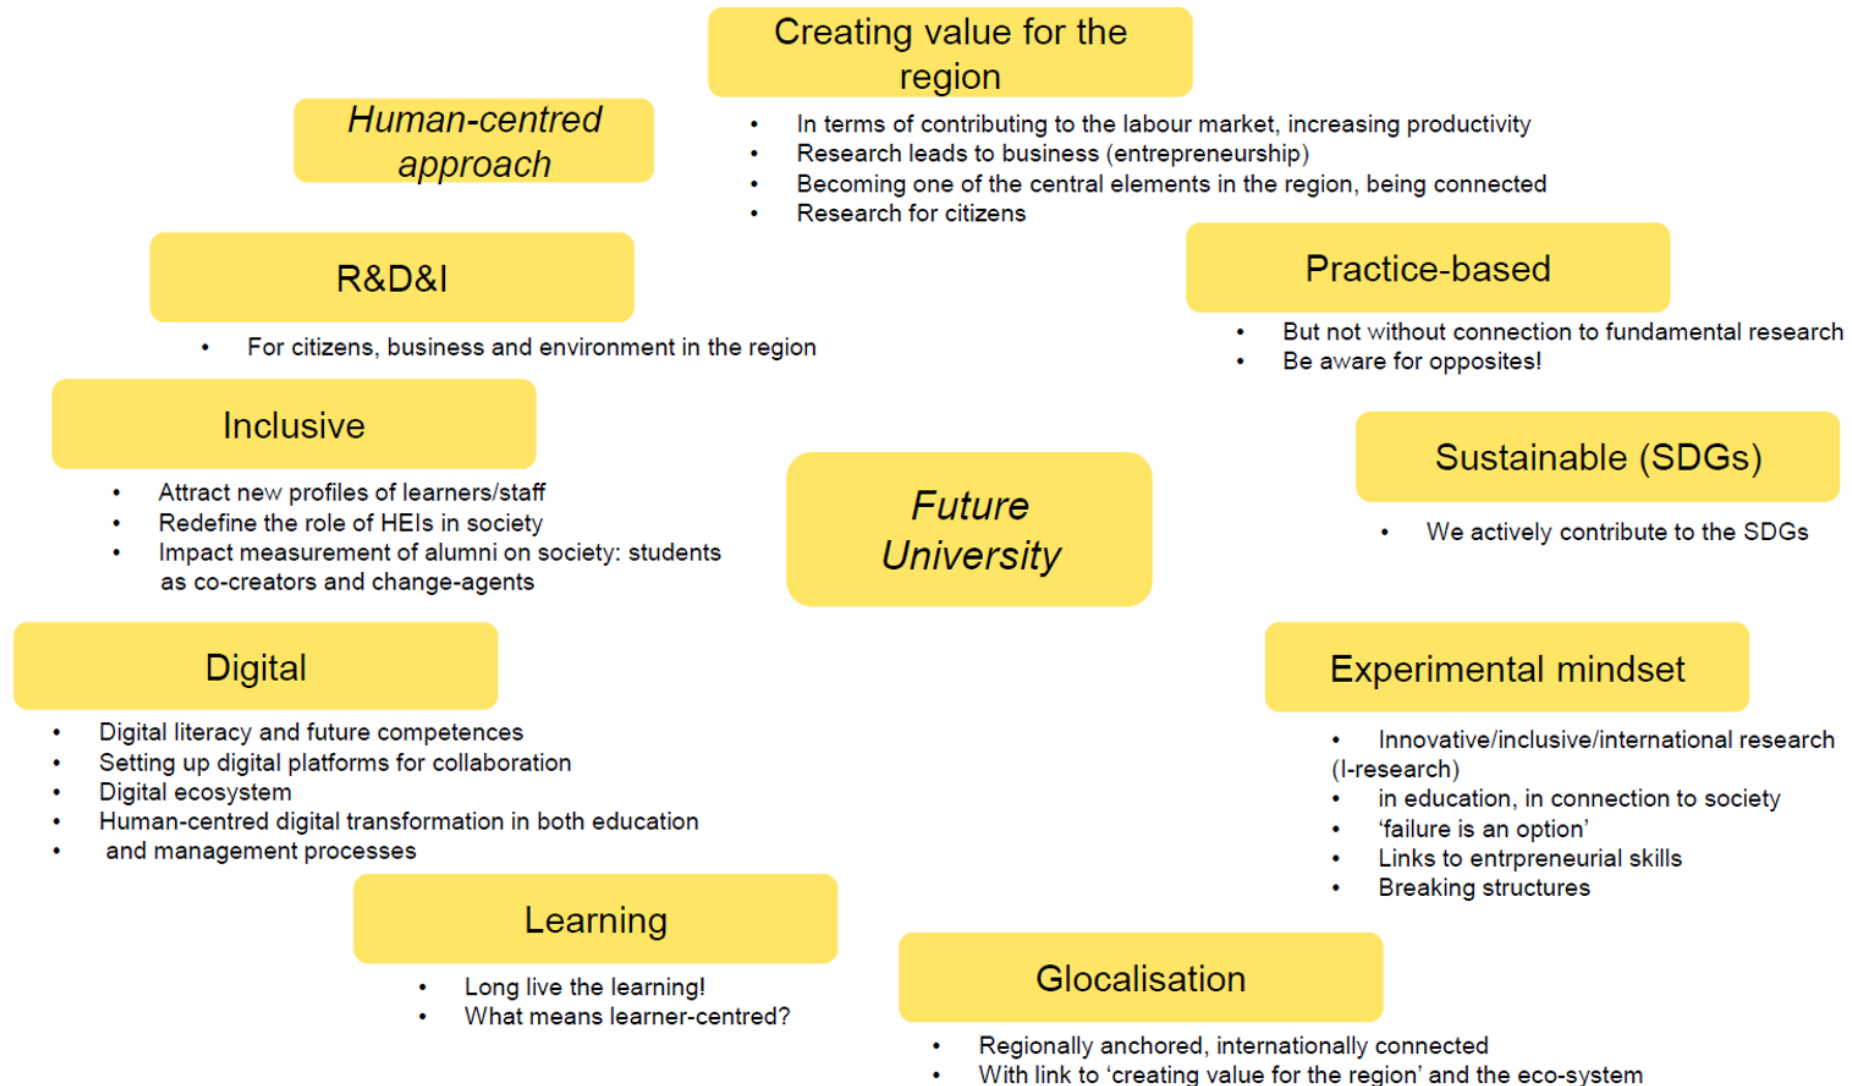 Creating value for the
region
• In terms of contributing to the labour market, increasing productivity
• Research leads to business (entrepreneurship)
• Becoming one of the central elements in the region, being connected
• Research for citizens
Human-centred
approach
R&D&I
• For citizens, business and environment in the region
Practice-based
• But not without connection to fundamental research
• Be aware for opposites!
Inclusive
• Attract new profiles of learners/staff
• Redefine the role of HEIs in society
• Impact measurement of alumni on society: students
as co-creators and change-agents
Future
University
Sustainable (SDGs)
• We actively contribute to the SDGs
Digital
• Digital literacy and future competences
• Setting up digital platforms for collaboration
• Digital ecosystem
• Human-centred digital transformation in both education
• and management processes
Experimental mindset
• Innovative/inclusive/international research
(I-research)
• in education, in connection to society
• ‘failure is an option’
• Links to entrpreneurial skills
• Breaking structures
Learning
• Long live the learning!
• What means learner-centred?
Glocalisation
• Regionally anchored, internationally connected
• With link to ‘creating value for the region’ and the eco-system